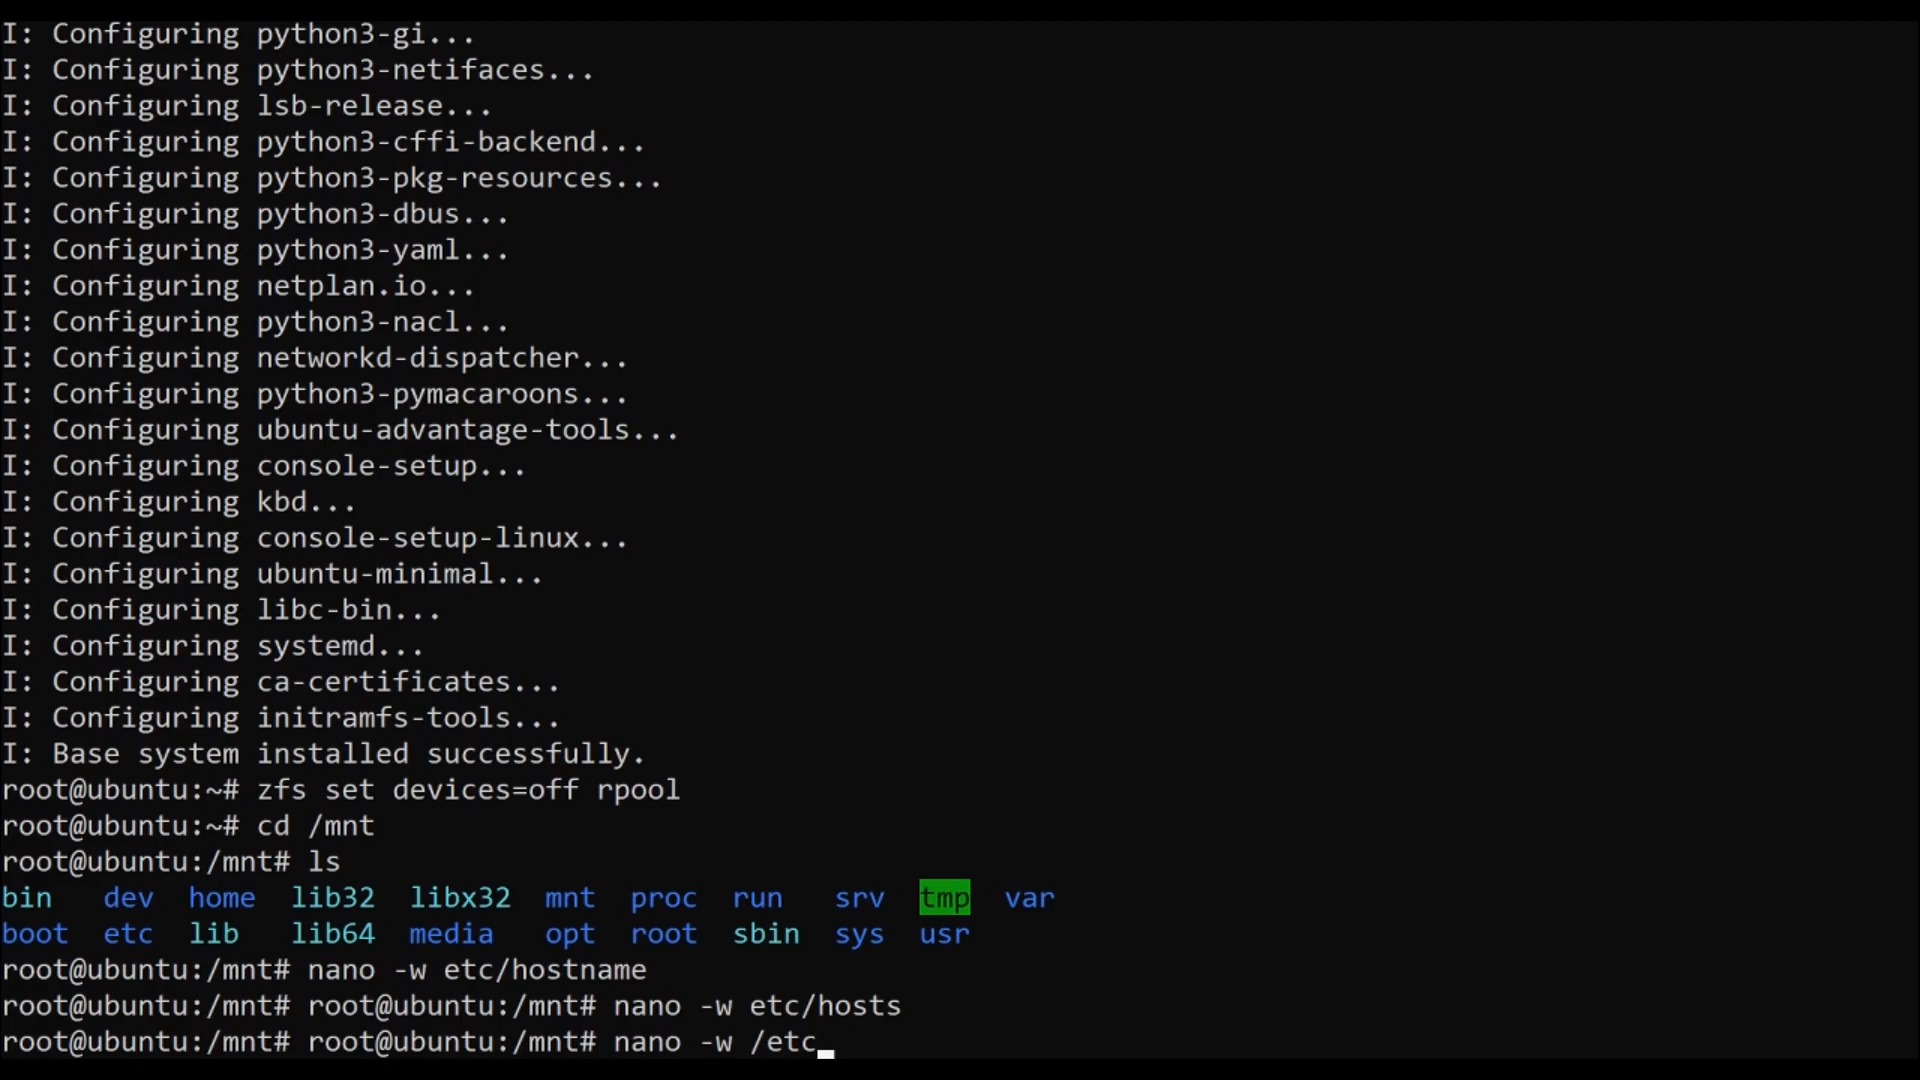 I: Configuring python3-gi...
I: Configuring python3-netifaces...
I: Configuring lsb-release...
I: Configuring python3-cffi-backend...
I: Configuring python3-pkg-resources...
I: Configuring python3-dbus...
I: Configuring python3-yaml...
I: Configuring netplan.io...
I: Configuring python3-nacl...
I: Configuring networkd-dispatcher...
I: Configuring python3-pymacaroons...
I: Configuring ubuntu-advantage-tools...
I: Configuring console-setup...
I: Configuring kbd...
I: Configuring console-setup-linux...
I: Configuring ubuntu-minimal...
I: Configuring libc-bin...
I: Configuring systemd...
I: Configuring ca-certificates...
I: Configuring initramfs-tools...
I: Base system installed successfully.
root@ubuntu:~# zfs set devices=off rpool
root@ubuntu:~# cd /mnt
root@ubuntu:/mnt# ls
bin   dev  home  lib32  libx32  mnt  proc  run   srv  tmp  var
boot  etc  lib   lib64  media   opt  root  sbin  sys  usr
root@ubuntu:/mnt# nano -w etc/hostname
root@ubuntu:/mnt# root@ubuntu:/mnt# nano -w etc/hosts
root@ubuntu:/mnt# root@ubuntu:/mnt# nano -w /etc